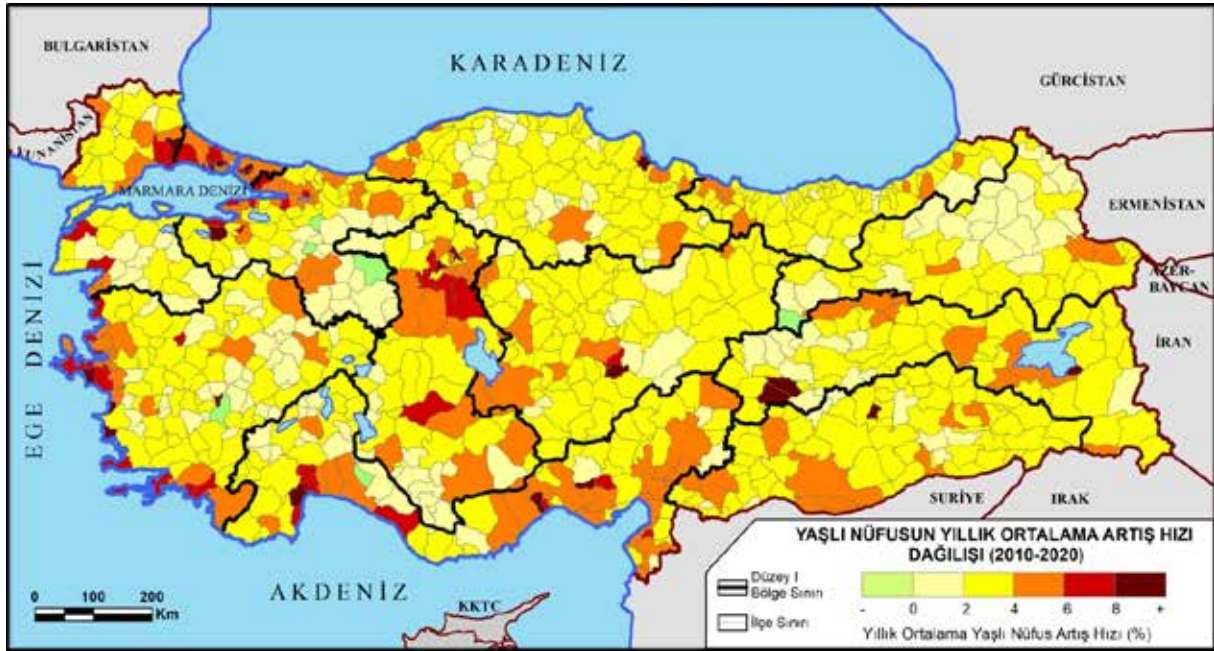 BULGARİSTAN
KARADENİZ
GÜRCİSTAN
YUNANİSTAN
MARMARA DENİZİ
ERMENİSTAN
AZER-
BAYCAN
İRAN
EGE DENİZİ
SURİYE
IRAK
AKDENİZ
KKTC
0 100 200
Km
YAŞLI NÜFUSUN YILLIK ORTALAMA ARTIŞ HIZI
DAĞILIŞI (2010-2020)
Düzey I
Bölge Sınırı
İlçe Sınırı
- 0 2 4 6 8 +
Yıllık Ortalama Yaşlı Nüfus Artış Hızı (%)